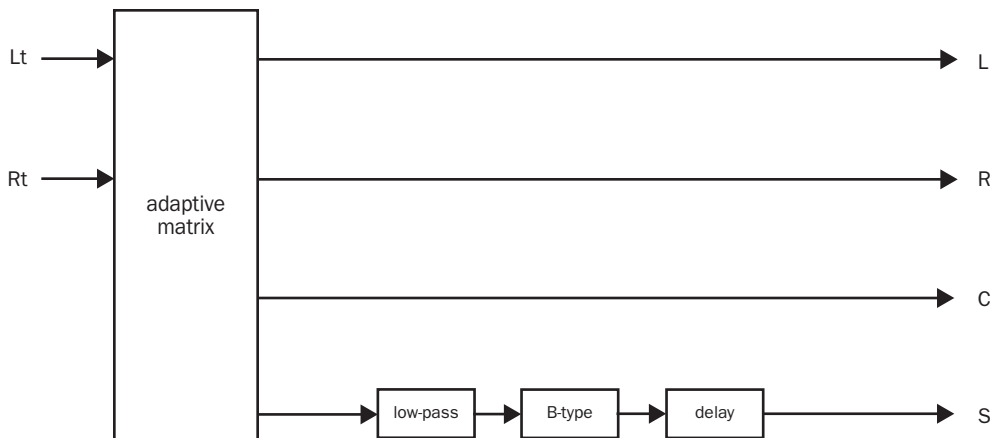 Lt
L
Rt
R
adaptive
matrix
C
low-pass
B-type
delay
S